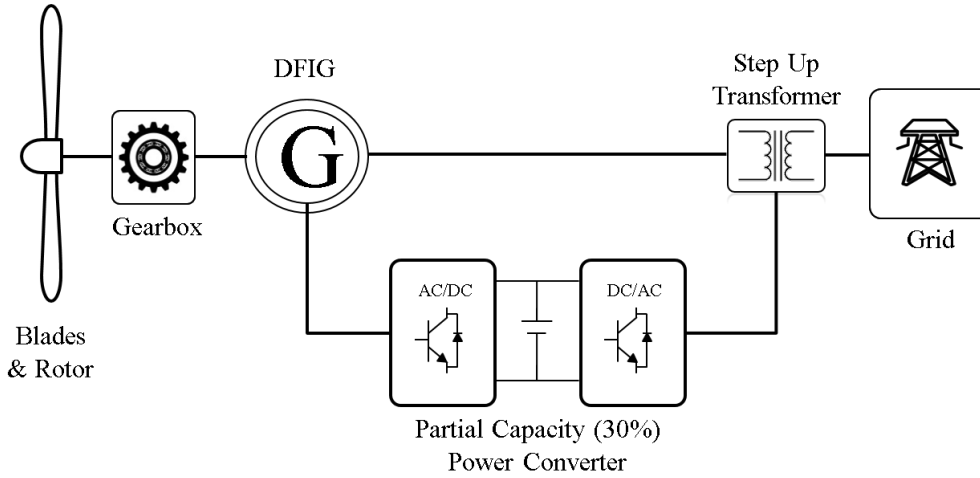 DFIG
Step Up
Transformer
G
Gearbox
Grid
AC/DC
DC/AC
Blades
& Rotor
Partial Capacity (30%)
Power Converter